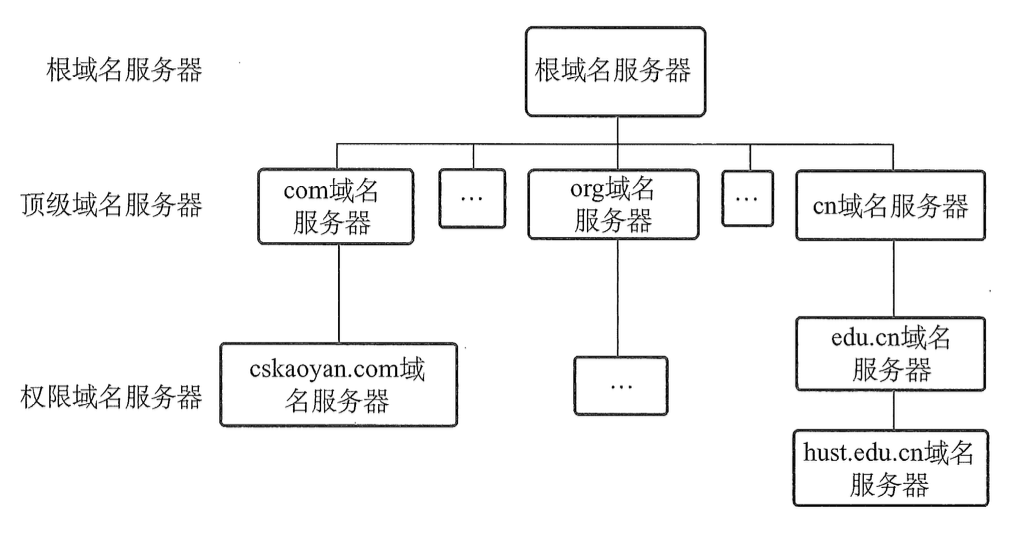 根域名服务器
根域名服务器
顶级域名服务器
com域名
服务器
...
org域名
服务器
...
cn域名服务器
edu.cn域名
服务器
权限域名服务器
cskaoyan.com域
名服务器
...
hust.edu.cn域名
服务器